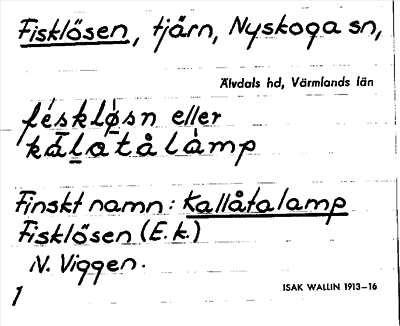 Fisklösen, tjärn, Nyskoga sn,
Älvdals hd, Värmlands län
féskløsn eller
kálatålàmp
Finskt namn: Kallåtalamp
Fisklösen (E.k.)
N. Viggen.
1 ISAK WALLIN 1913–16